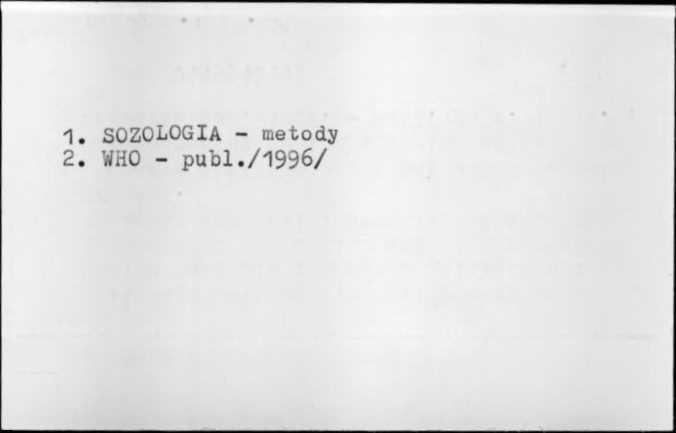 1. SOZOLOGIA - metody
2. WHO - publ./1996/